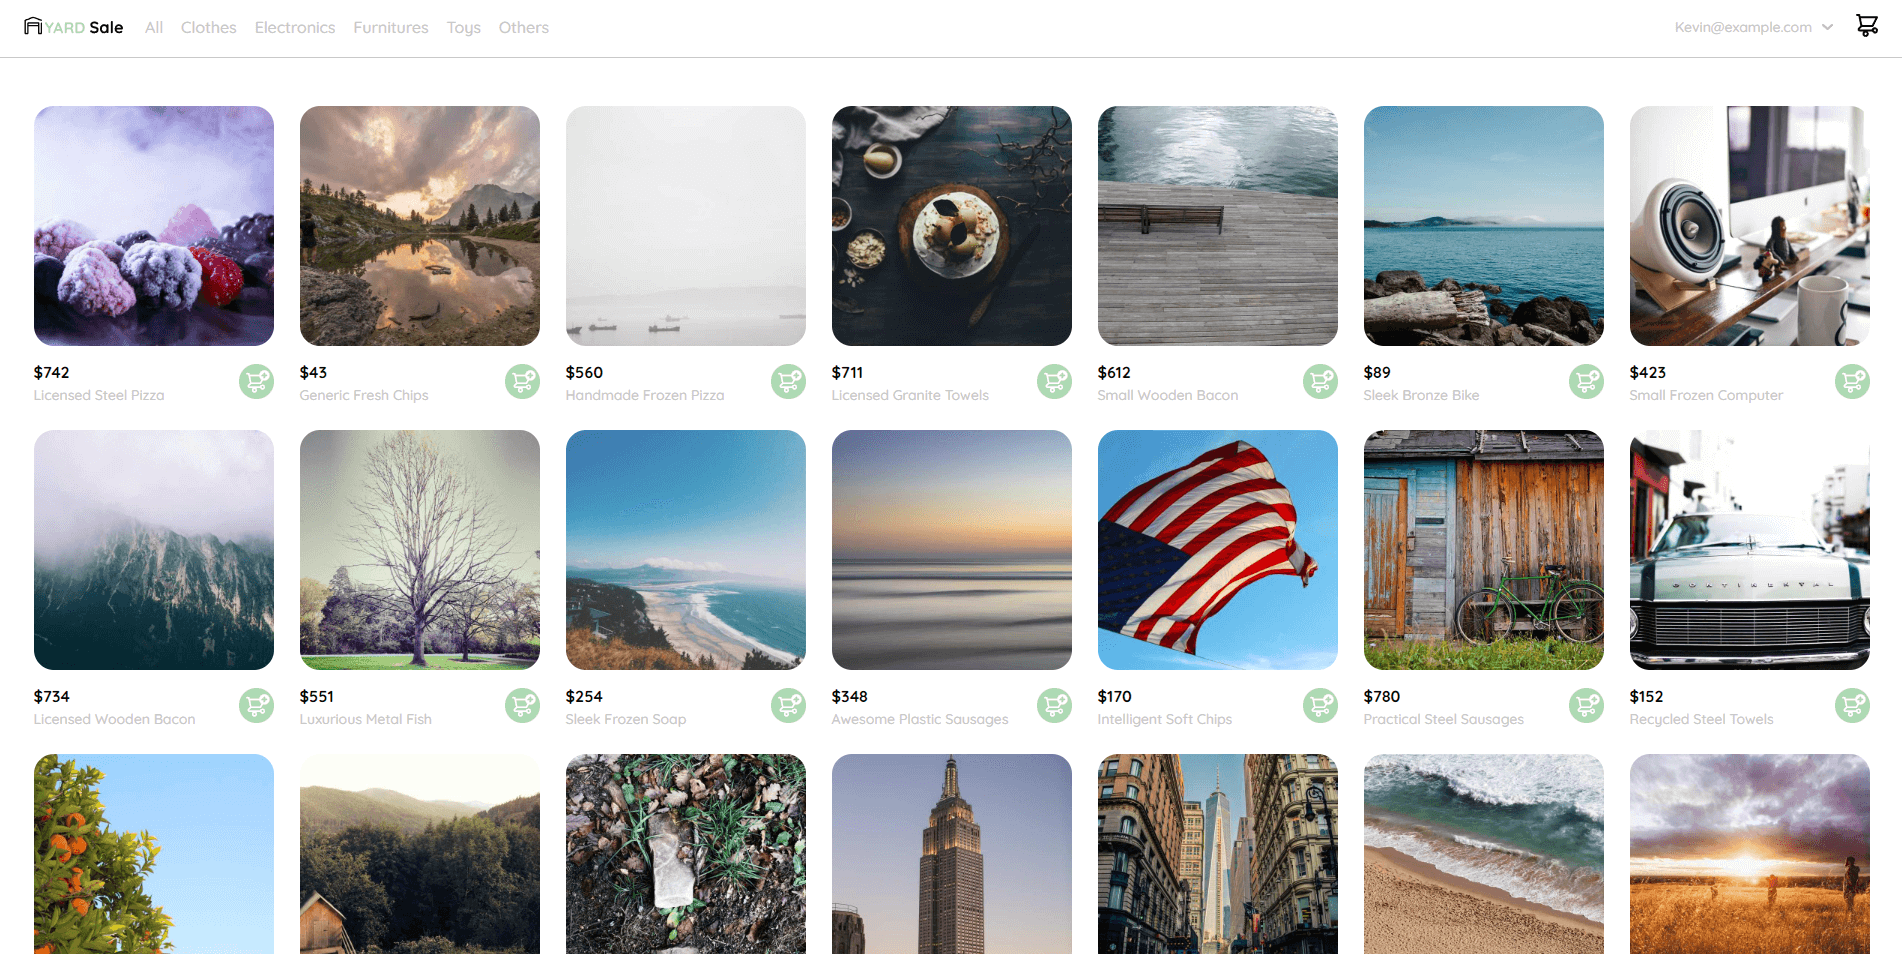 YARD Sale All Clothes Electronics Furnitures Toys Others Kevin@example.com
$742 $43 $560 $711 $612 $89 $423
Licensed Steel Pizza Generic Fresh Chips Handmade Frozen Pizza Licensed Granite Towels Small Wooden Bacon Sleek Bronze Bike Small Frozen Computer
CONTINENTAL
$734 $551 $254 $348 $170 $780 $152
Licensed Wooden Bacon Luxurious Metal Fish Sleek Frozen Soap Awesome Plastic Sausages Intelligent Soft Chips Practical Steel Sausages Recycled Steel Towels